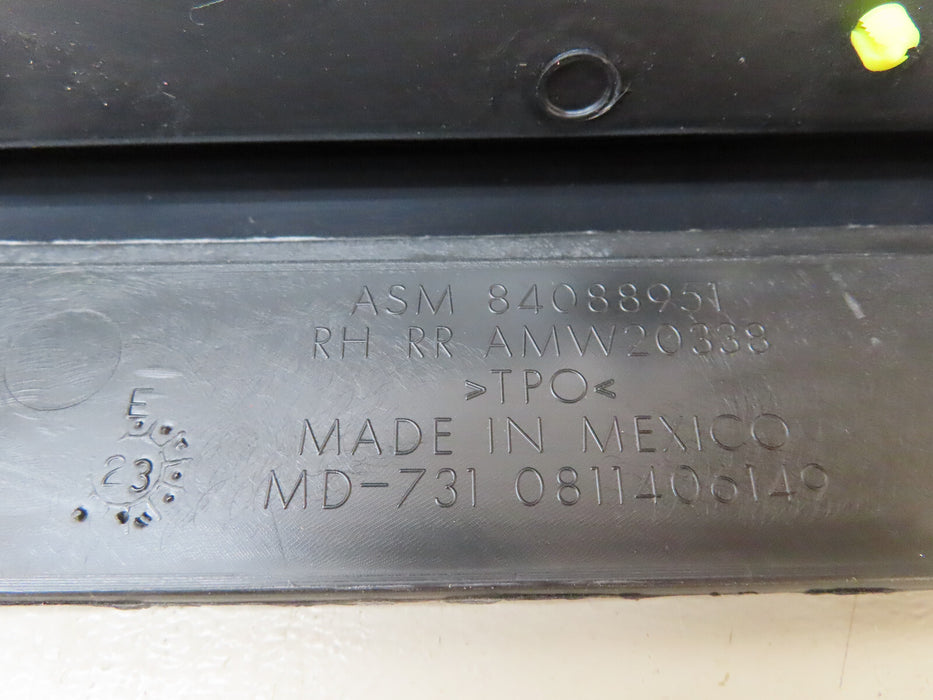 ASM 84088951
RH RR AMW20338
>TPO<
MADE IN MEXICO
MD-731 0811406149
E
23